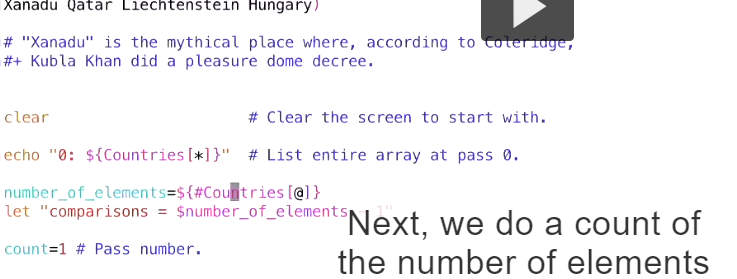 Xanadu Qatar Liechtenstein Hungary)
# "Xanadu" is the mythical place where, according to Coleridge,
#+ Kubla Khan did a pleasure dome decree.
clear # Clear the screen to start with.
echo "0: ${Countries[*]}" # List entire array at pass 0.
number_of_elements=${#Countries[@]}
let "comparisons = $number_of_elements - 1"
count=1 # Pass number.
Next, we do a count of
the number of elements